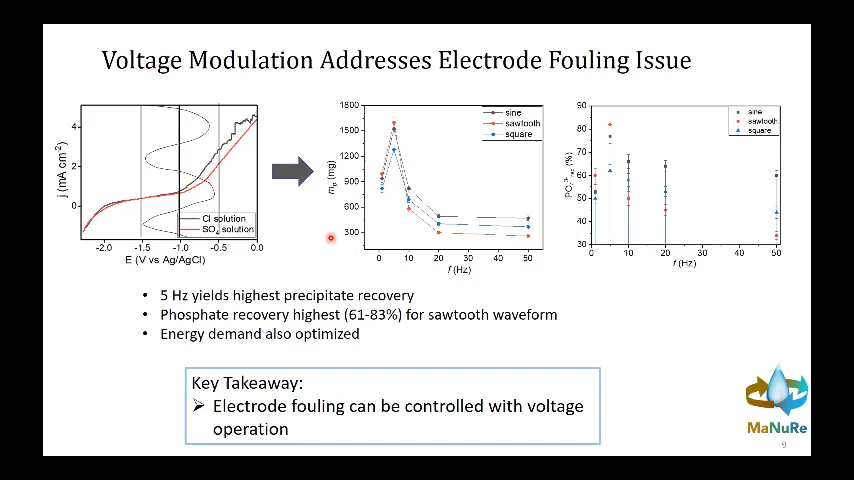 Voltage Modulation Addresses Electrode Fouling Issue
j (mA cm⁻²)
4
2
0
Cl solution
SO₄ solution
-2.0 -1.5 -1.0 -0.5 0.0
E (V vs Ag/AgCl)
1800
1500
1200
900
600
300
mₚ (mg)
sine
sawtooth
square
0 10 20 30 40 50
f (Hz)
90
80
70
60
50
40
30
sine
sawtooth
square
0 10 20 30 40 50
f (Hz)
• 5 Hz yields highest precipitate recovery
• Phosphate recovery highest (61-83%) for sawtooth waveform
• Energy demand also optimized
Key Takeaway:
➢ Electrode fouling can be controlled with voltage
operation
MaNuRe
9